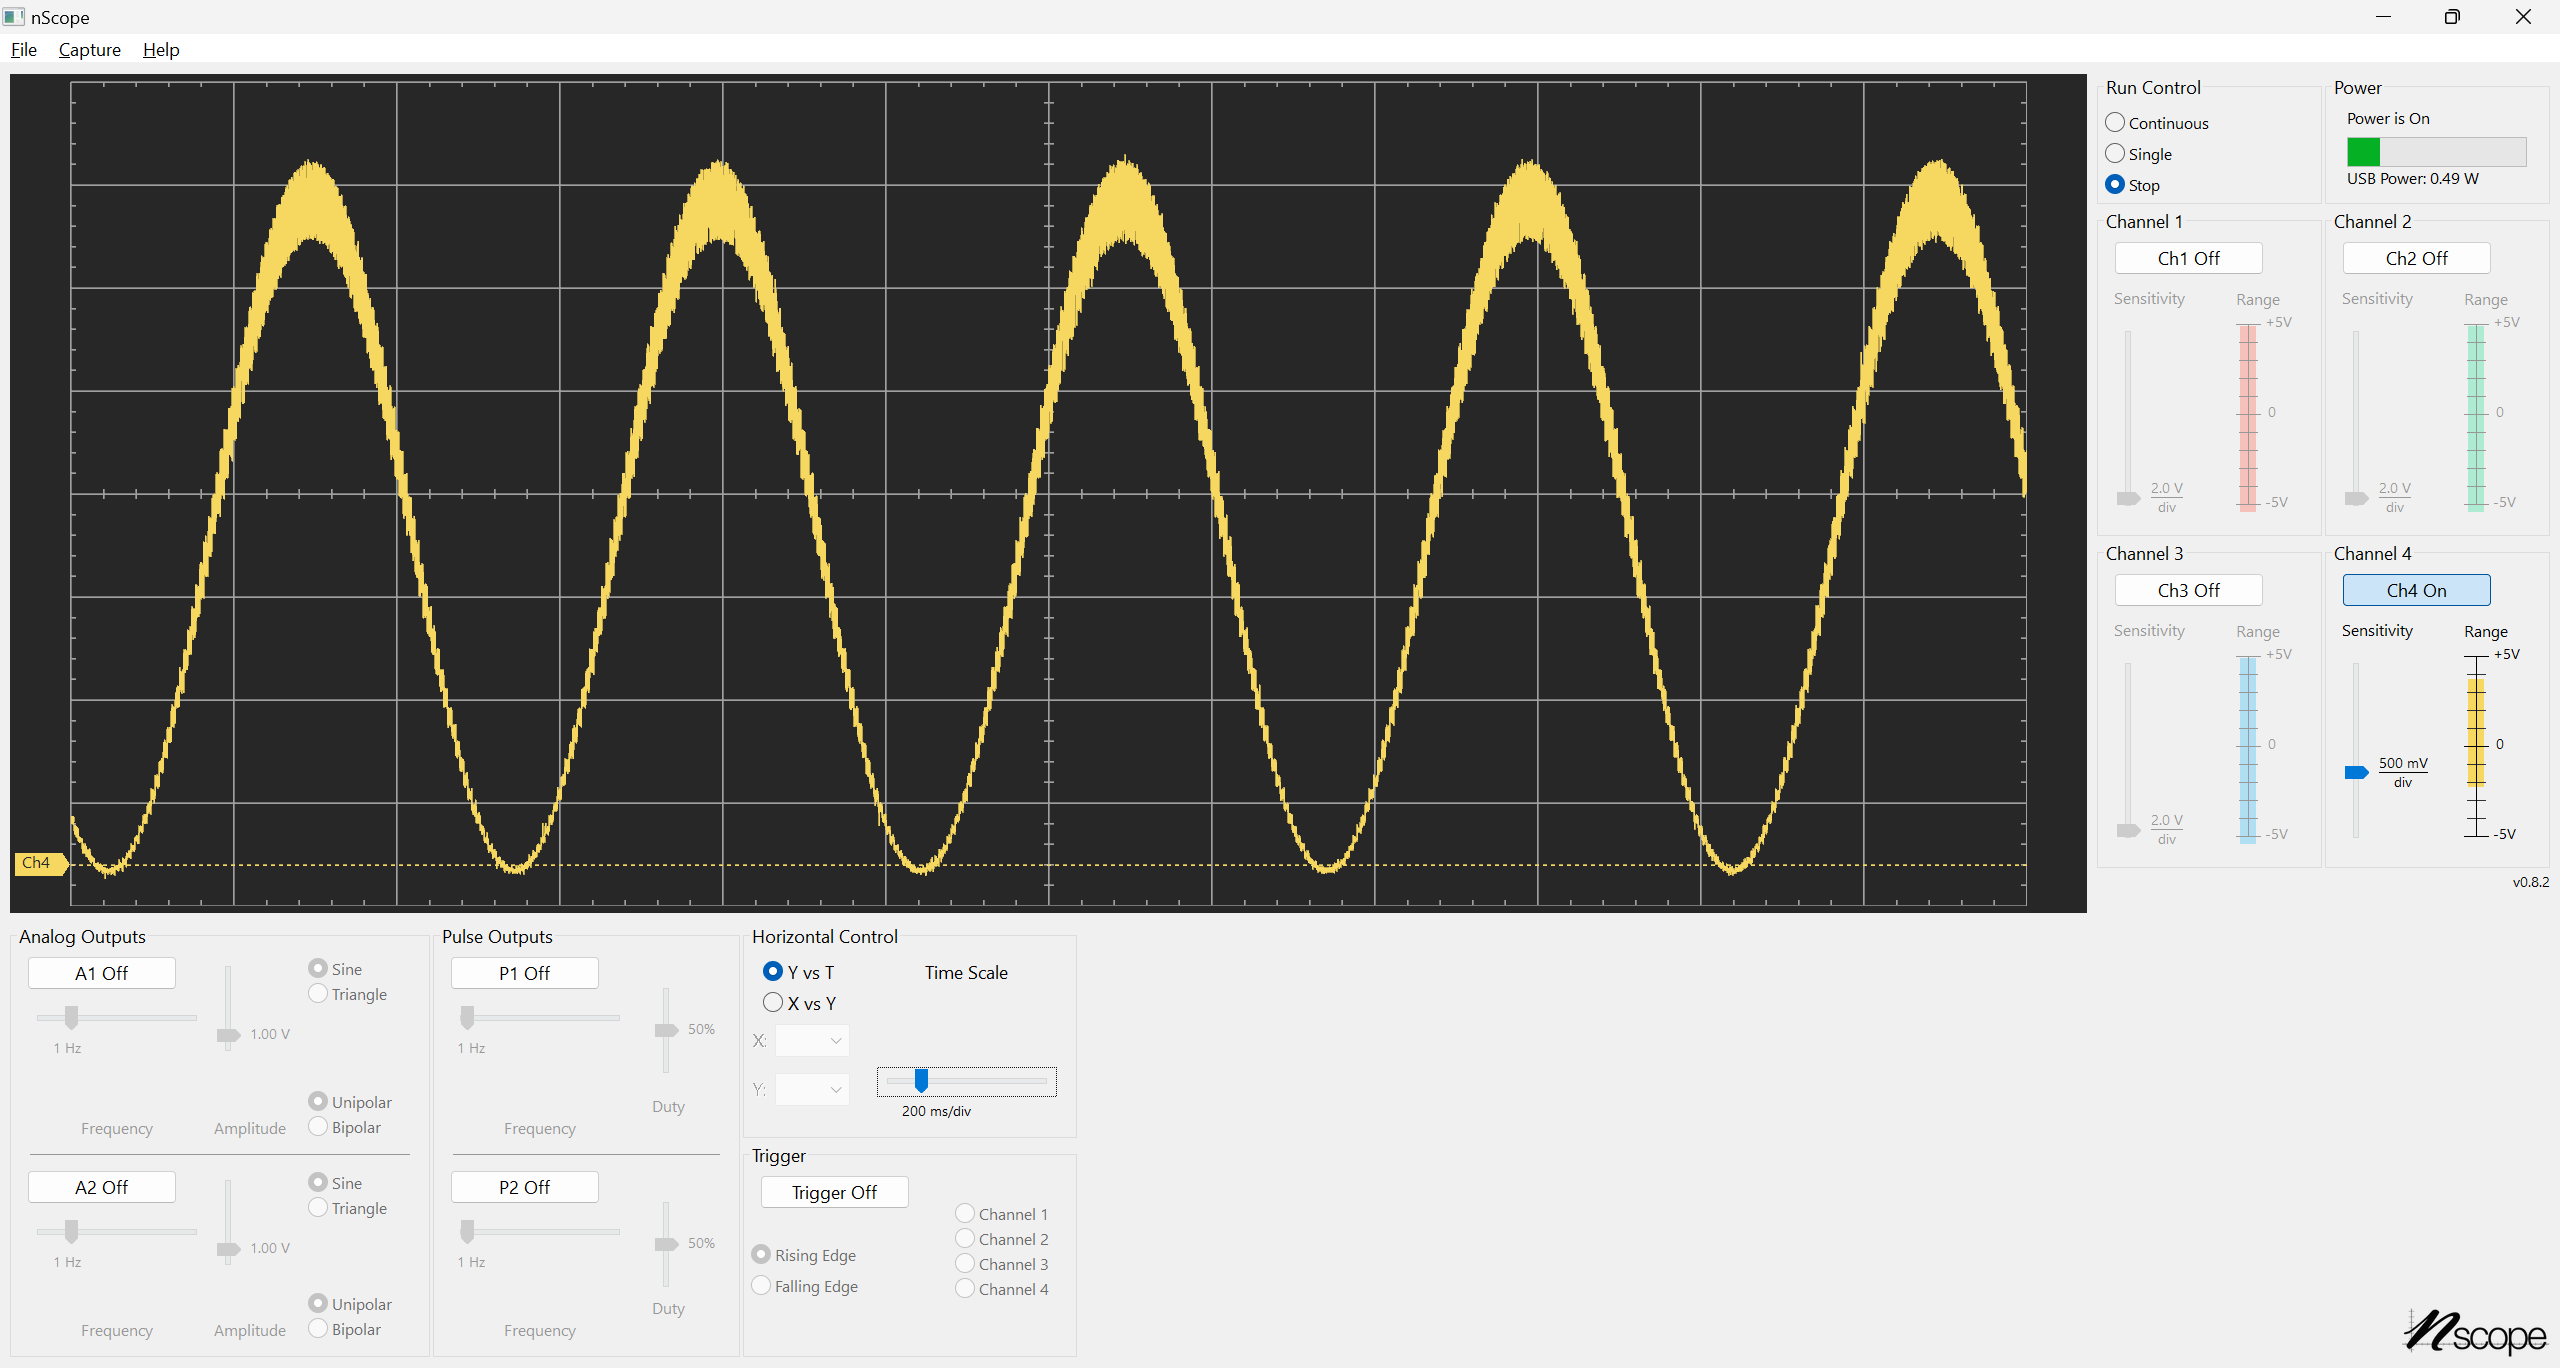 nScope
File Capture Help
Run Control
Continuous
Single
Stop
Power
Power is On
USB Power: 0.49 W
Channel 1
Ch1 Off
Sensitivity Range
+5V
0
-5V
2.0 V
div
Channel 2
Ch2 Off
Sensitivity Range
+5V
0
-5V
2.0 V
div
Channel 3
Ch3 Off
Sensitivity Range
+5V
0
-5V
2.0 V
div
Channel 4
Ch4 On
Sensitivity Range
+5V
0
-5V
500 mV
div
v0.8.2
Ch4
Analog Outputs
A1 Off
Sine
Triangle
1 Hz
1.00 V
Unipolar
Bipolar
Frequency Amplitude
A2 Off
Sine
Triangle
1 Hz
1.00 V
Unipolar
Bipolar
Frequency Amplitude
Pulse Outputs
P1 Off
1 Hz
50%
Duty
Frequency
P2 Off
1 Hz
50%
Duty
Frequency
Horizontal Control
Y vs T
X vs Y
Time Scale
X:
Y:
200 ms/div
Trigger
Trigger Off
Rising Edge
Falling Edge
Channel 1
Channel 2
Channel 3
Channel 4
nscope